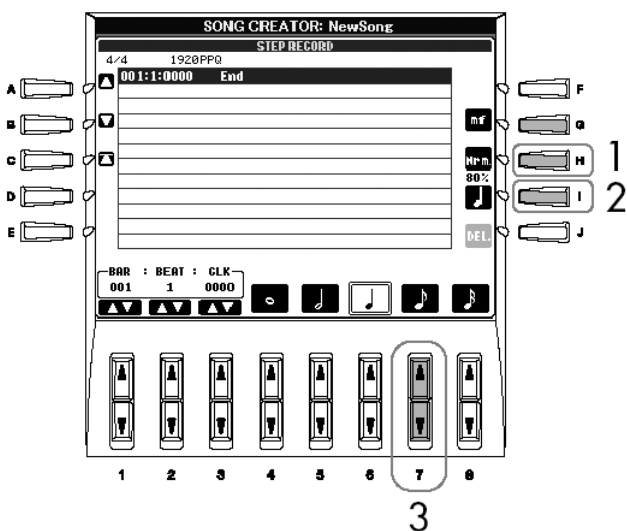 SONG CREATOR: NewSong
STEP RECORD
4/4 1920PPQ
001:1:0000 End
A
B
C
D
E
F
mf G
Nrm. H 1
80%
I 2
DEL. J
BAR : BEAT : CLK
001 1 0000
1 2 3 4 5 6 7 8
3